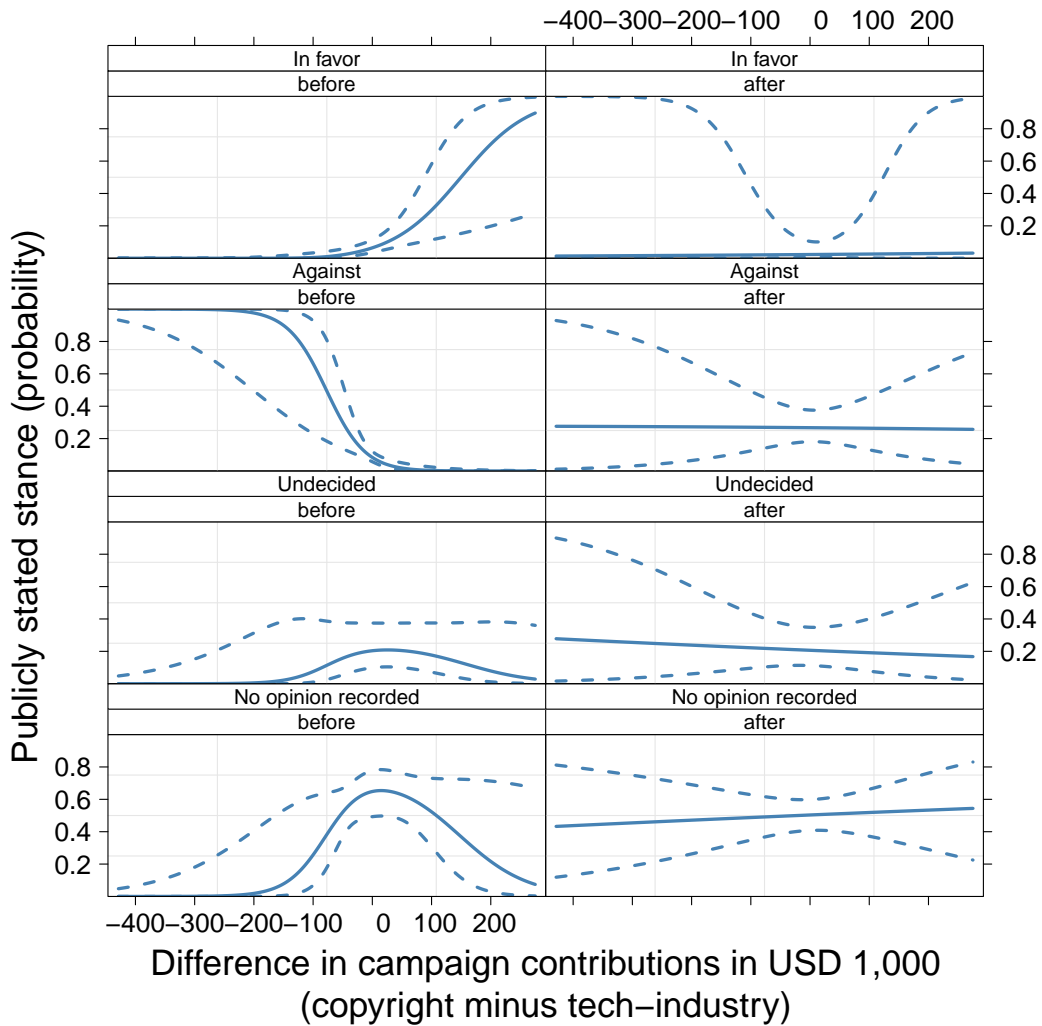 −400−300−200−100 0 100 200
In favor In favor
before after
0.8
0.6
0.4
0.2
Against Against
before after
0.8
0.6
0.4
0.2
Undecided Undecided
before after
0.8
0.6
0.4
0.2
No opinion recorded No opinion recorded
before after
0.8
0.6
0.4
0.2
−400−300−200−100 0 100 200
Publicly stated stance (probability)
Difference in campaign contributions in USD 1,000
(copyright minus tech−industry)